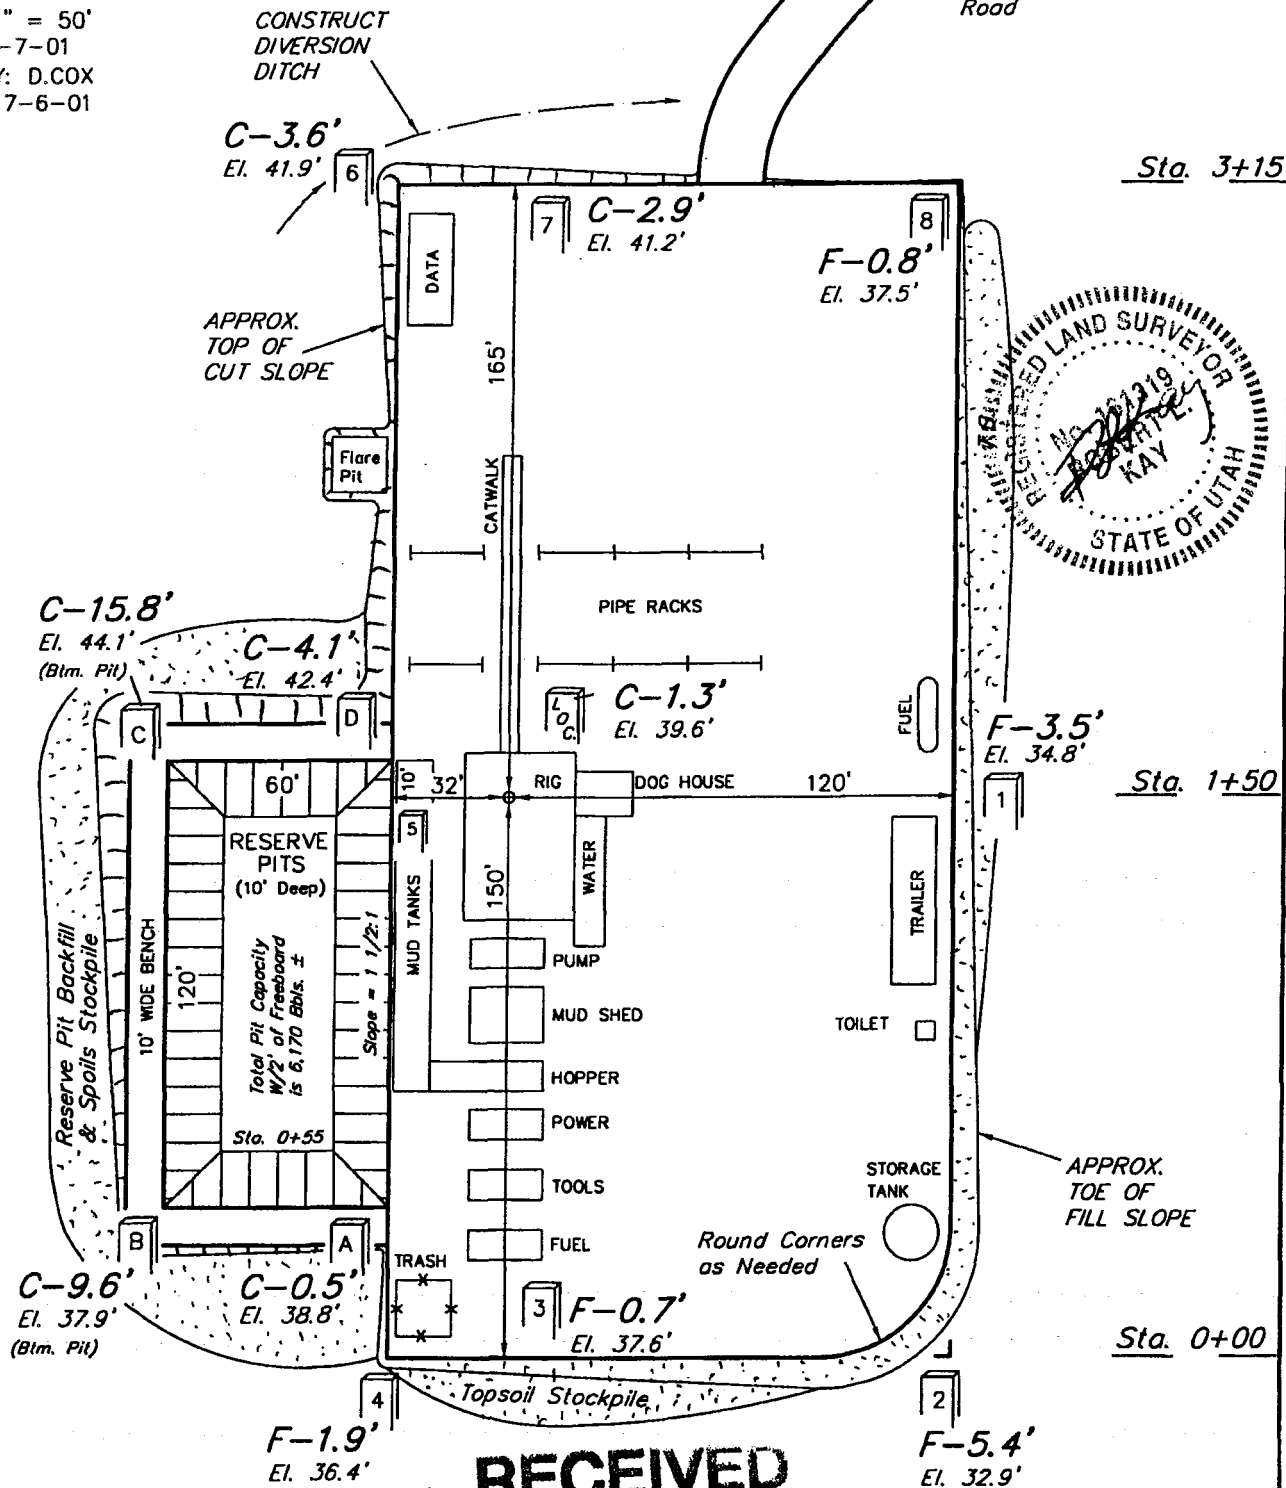 " = 50'
-7-01
: D.COX
7-6-01
CONSTRUCT
DIVERSION
DITCH
Road
C-3.6'
El. 41.9'
6
Sta. 3+15
7
C-2.9'
El. 41.2'
8
F-0.8'
El. 37.5'
DATA
APPROX.
TOP OF
CUT SLOPE
165'
REGISTERED LAND SURVEYOR
No. 161319
ROBERT L.
KAY
STATE OF UTAH
Flare
Pit
CATWALK
PIPE RACKS
C-15.8'
El. 44.1'
(Btm. Pit)
C-4.1'
El. 42.4'
C
D
LOC.
C-1.3'
El. 39.6'
FUEL
F-3.5'
El. 34.8'
1
60'
10'
32'
RIG
DOG HOUSE
120'
Sta. 1+50
5
RESERVE
PITS
(10' Deep)
150'
WATER
TRAILER
MUD TANKS
Reserve Pit Backfill
& Spoils Stockpile
10' WIDE BENCH
120'
Total Pit Capacity
W/2' of Freeboard
is 6,170 Bbls. ±
Slope = 1 1/2:1
PUMP
MUD SHED
TOILET
HOPPER
POWER
Sta. 0+55
TOOLS
STORAGE
TANK
APPROX.
TOE OF
FILL SLOPE
FUEL
Round Corners
as Needed
B
A
TRASH
C-9.6'
El. 37.9'
(Btm. Pit)
C-0.5'
El. 38.8'
3
F-0.7'
El. 37.6'
Sta. 0+00
4
Topsoil Stockpile
2
F-1.9'
El. 36.4'
F-5.4'
El. 32.9'
RECEIVED